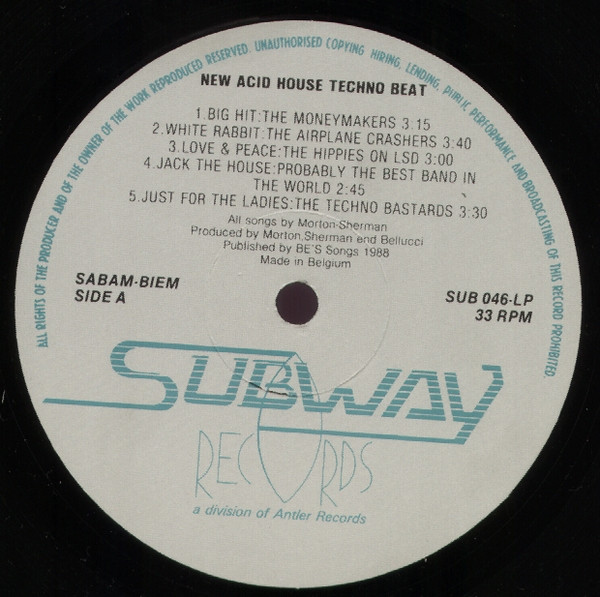 ALL RIGHTS OF THE PRODUCER AND OF THE OWNER OF THE WORK REPRODUCED RESERVED. UNAUTHORISED COPYING, HIRING, LENDING, PUBLIC PERFORMANCE AND BROADCASTING OF THIS RECORD PROHIBITED.
NEW ACID HOUSE TECHNO BEAT
1.BIG HIT:THE MONEYMAKERS 3.15
2.WHITE RABBIT:THE AIRPLANE CRASHERS 3:40
3.LOVE & PEACE:THE HIPPIES ON LSD 3:00
4.JACK THE HOUSE:PROBABLY THE BEST BAND IN
THE WORLD 2:45
5.JUST FOR THE LADIES:THE TECHNO BASTARDS 3:30
All songs by Morton-Sherman
Produced by Morton,Sherman end Bellucci
Published by BE'S Songs 1988
Made in Belgium
SABAM-BIEM
SIDE A
SUB 046-LP
33 RPM
SUBWAY
RECORDS
a division of Antler Records